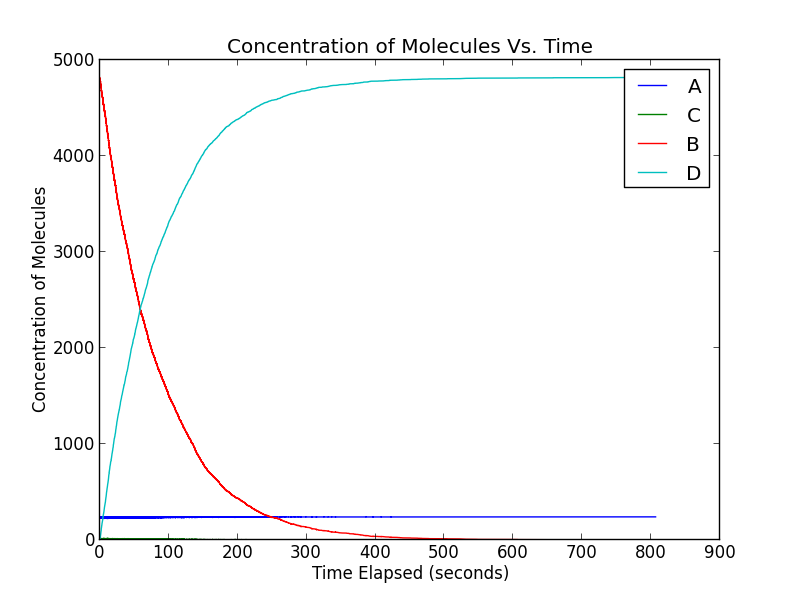 Concentration of Molecules Vs. Time
5000
4000
3000
2000
1000
0
Concentration of Molecules
A
C
B
D
0 100 200 300 400 500 600 700 800 900
Time Elapsed (seconds)